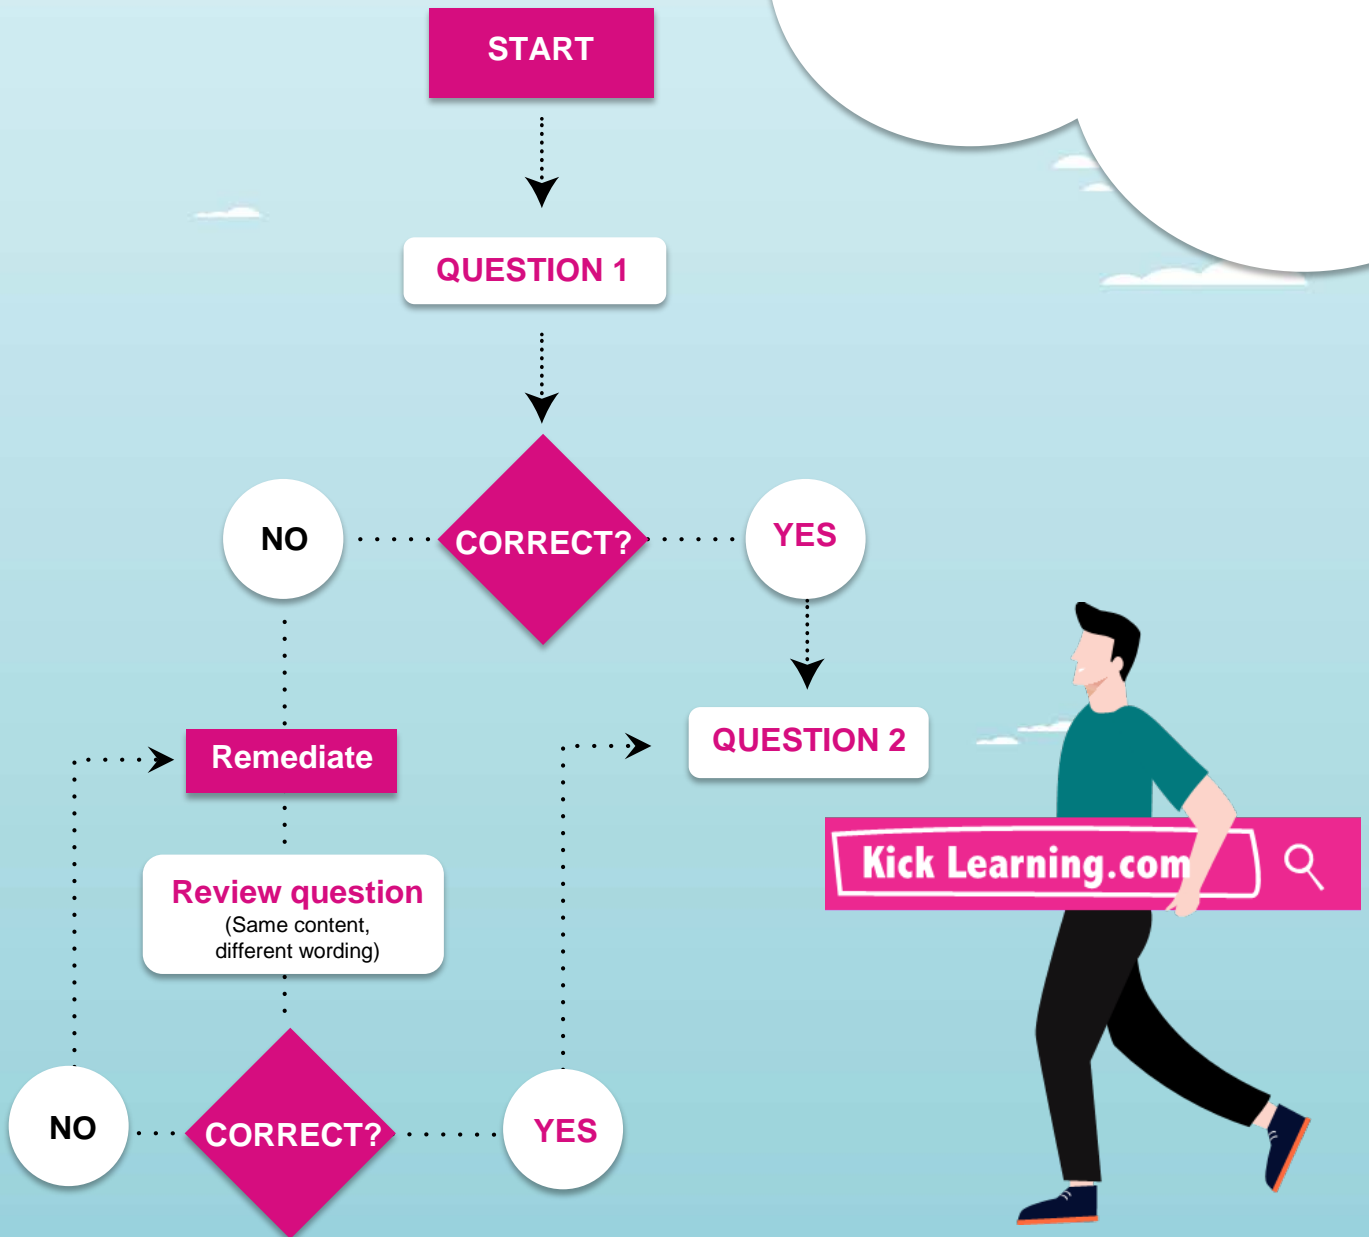 START
QUESTION 1
NO
CORRECT?
YES
Remediate
QUESTION 2
Review question
(Same content,
different wording)
Kick Learning.com
NO
CORRECT?
YES